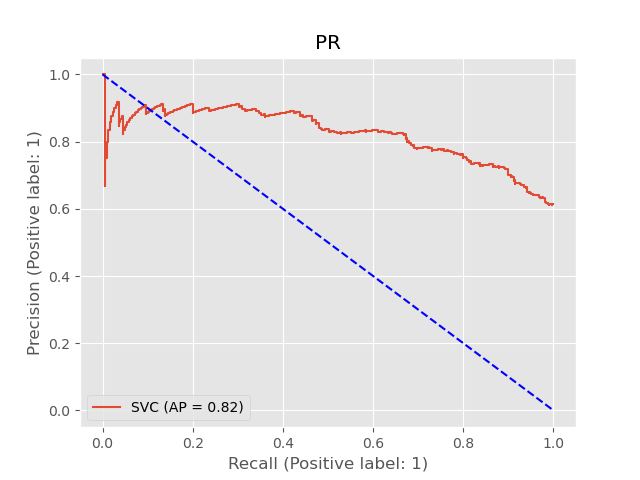 PR
Precision (Positive label: 1)
1.0
0.8
0.6
0.4
0.2
0.0
SVC (AP = 0.82)
0.0 0.2 0.4 0.6 0.8 1.0
Recall (Positive label: 1)